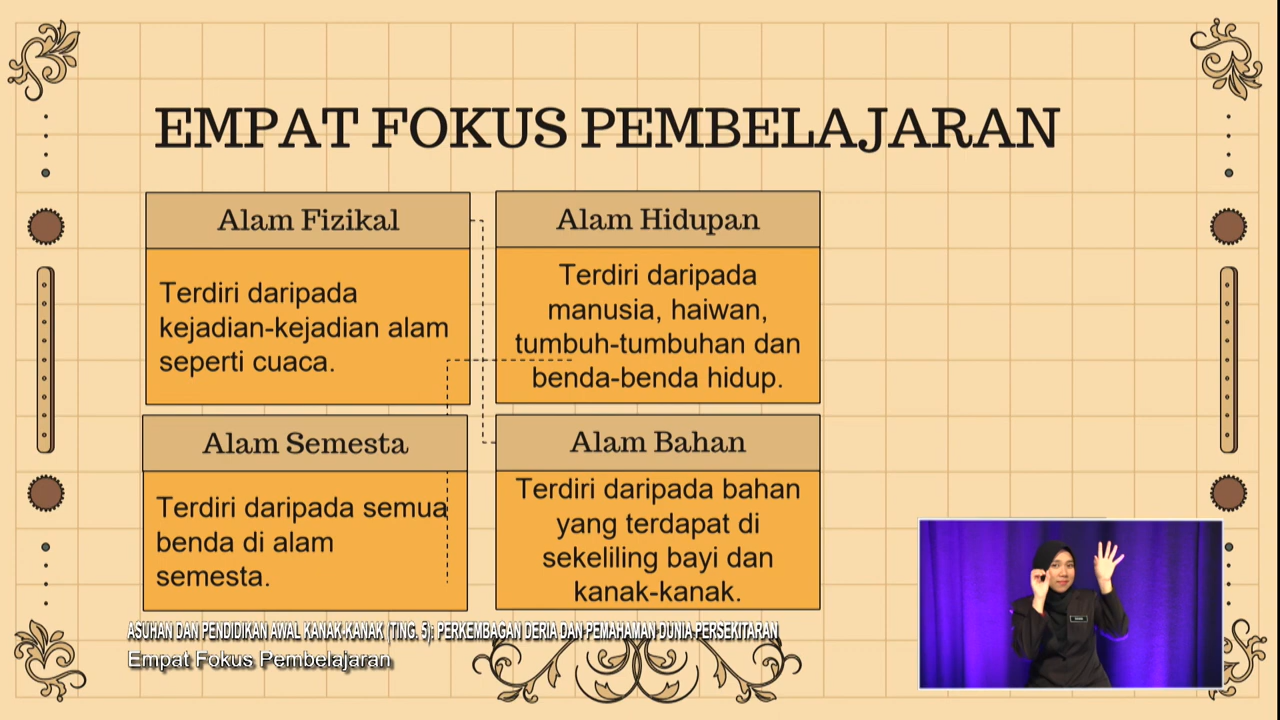 EMPAT FOKUS PEMBELAJARAN
Alam Fizikal
Terdiri daripada
kejadian-kejadian alam
seperti cuaca.
Alam Hidupan
Terdiri daripada
manusia, haiwan,
tumbuh-tumbuhan dan
benda-benda hidup.
Alam Semesta
Terdiri daripada semua
benda di alam
semesta.
Alam Bahan
Terdiri daripada bahan
yang terdapat di
sekeliling bayi dan
kanak-kanak.
ASUHAN DAN PENDIDIKAN AWAL KANAK-KANAK (TING. 5): PERKEMBAGAN DERIA DAN PEMAHAMAN DUNIA PERSEKITARAN
Empat Fokus Pembelajaran